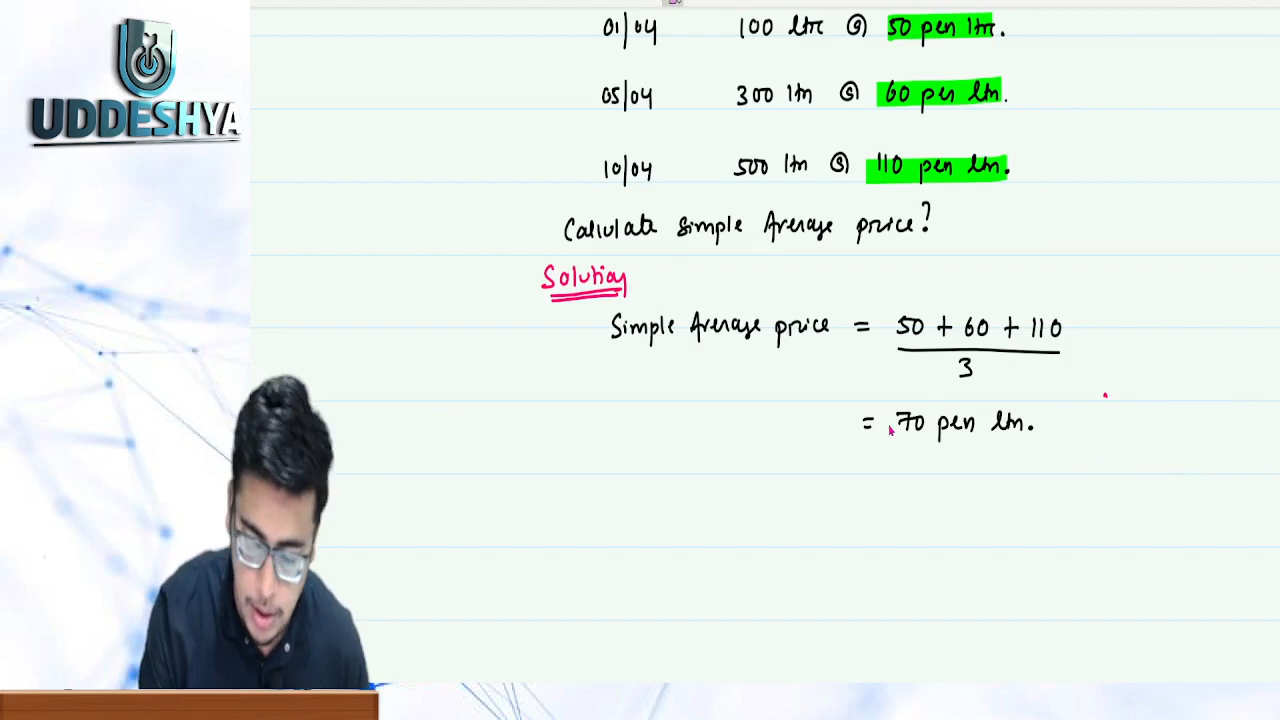 UDDESHYA
01/04 100 ltr @ 50 per ltr.
05/04 300 ltr @ 60 per ltr.
10/04 500 ltr @ 110 per ltr.
Calculate Simple Average price?
Solution
Simple Average price = 50 + 60 + 110
3
= 70 per ltr.